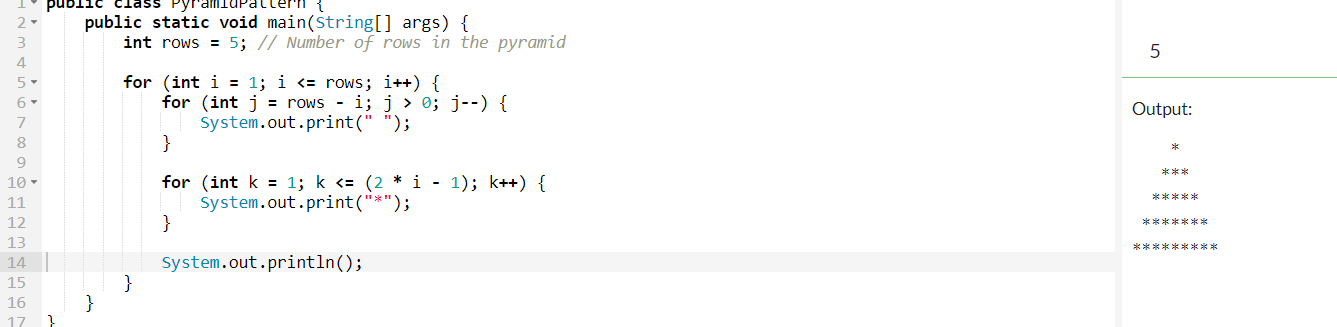 1 public class PyramidPattern {
2     public static void main(String[] args) {
3         int rows = 5; // Number of rows in the pyramid
4
5         for (int i = 1; i <= rows; i++) {
6             for (int j = rows - i; j > 0; j--) {
7                 System.out.print(" ");
8             }
9
10             for (int k = 1; k <= (2 * i - 1); k++) {
11                 System.out.print("*");
12             }
13
14             System.out.println();
15         }
16     }
17 }
5
Output:
    *
   ***
  *****
 *******
*********